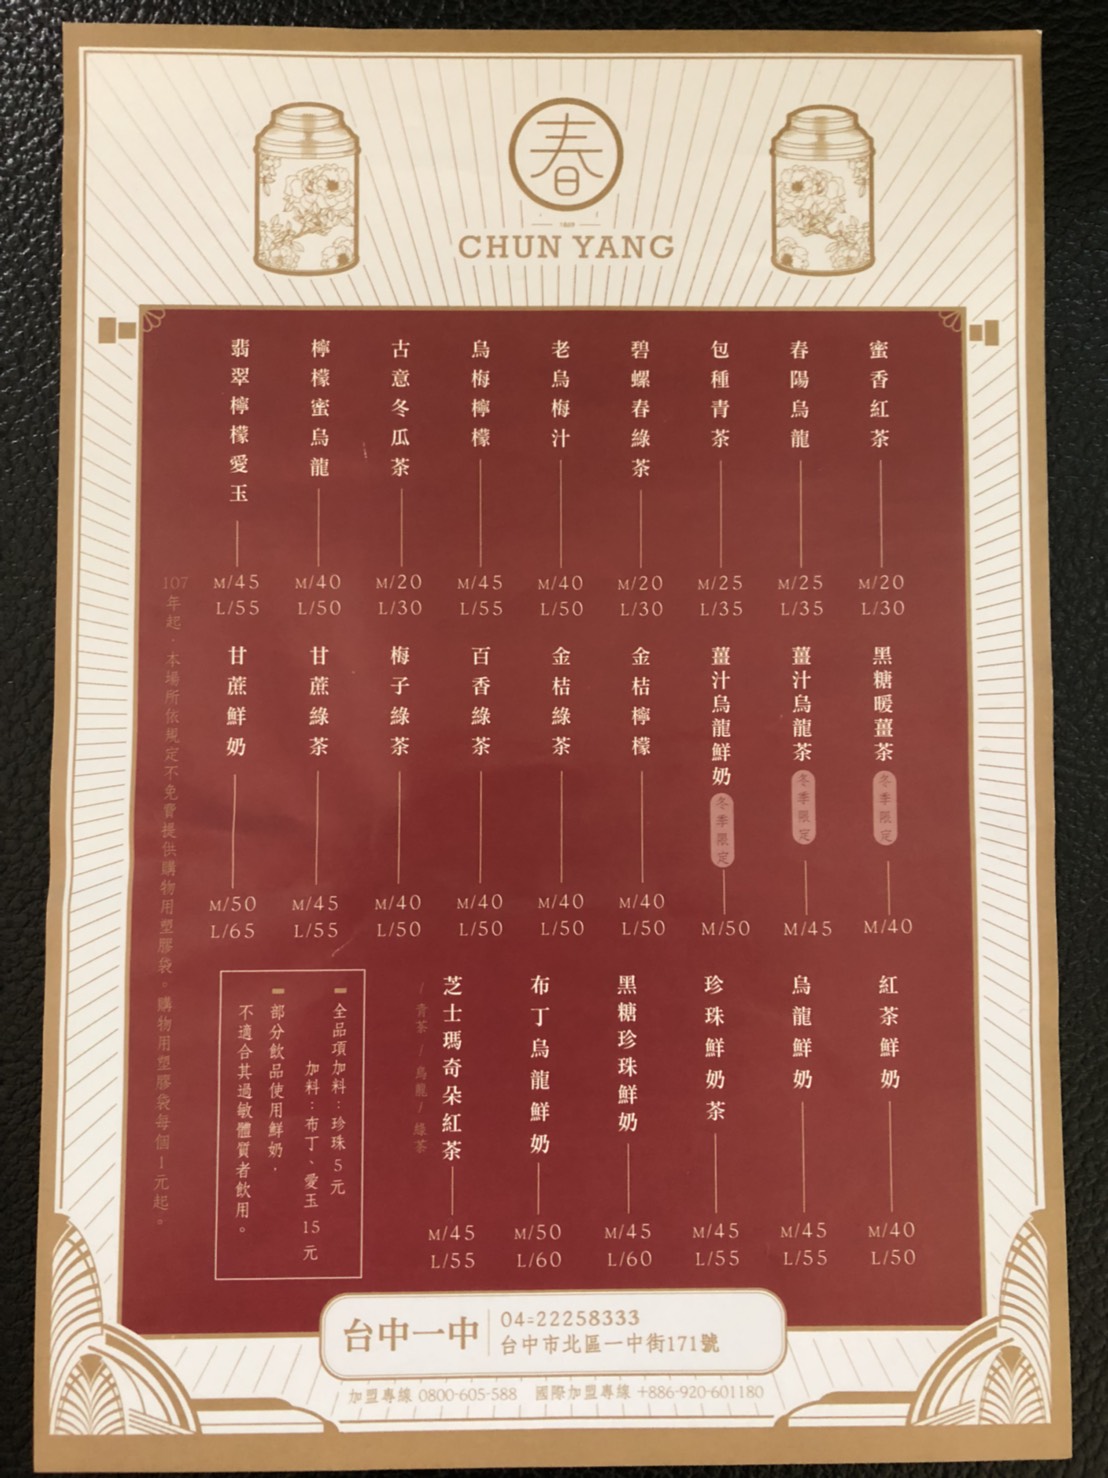 春
CHUN YANG
蜜香紅茶
M/20
L/30
春陽烏龍
M/25
L/35
包種青茶
M/25
L/35
碧螺春綠茶
M/20
L/30
老烏梅汁
M/40
L/50
烏梅檸檬
M/45
L/55
古意冬瓜茶
M/20
L/30
檸檬蜜烏龍
M/40
L/50
翡翠檸檬愛玉
M/45
L/55
黑糖暖薑茶 冬季限定
M/40
薑汁烏龍茶 冬季限定
M/45
薑汁烏龍鮮奶 冬季限定
M/50
金桔檸檬
M/40
L/50
金桔綠茶
M/40
L/50
百香綠茶
M/40
L/50
梅子綠茶
M/40
L/50
甘蔗綠茶
M/45
L/55
甘蔗鮮奶
M/50
L/65
紅茶鮮奶
M/40
L/50
烏龍鮮奶
M/45
L/55
珍珠鮮奶茶
M/45
L/55
黑糖珍珠鮮奶
M/45
L/60
布丁烏龍鮮奶
M/50
L/60
芝士瑪奇朵紅茶
/青茶/烏龍/綠茶
M/45
L/55
全品項加料：珍珠5元
加料：布丁、愛玉15元
部分飲品使用鮮奶，
不適合其過敏體質者飲用。
107年起，本場所依規定不免費提供購物用塑膠袋。購物用塑膠袋每個1元起。
台中一中
04-22258333
台中市北區一中街171號
加盟專線 0800-605-588 國際加盟專線 +886-920-601180